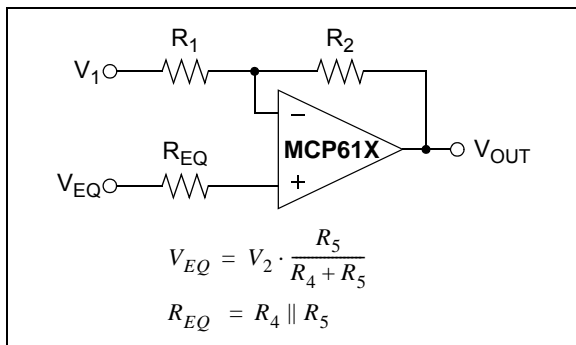 R1 R2
V1
−
MCP61X
VOUT
REQ
VEQ
+
VEQ = V2 · R5 / (R4 + R5)
REQ = R4 || R5